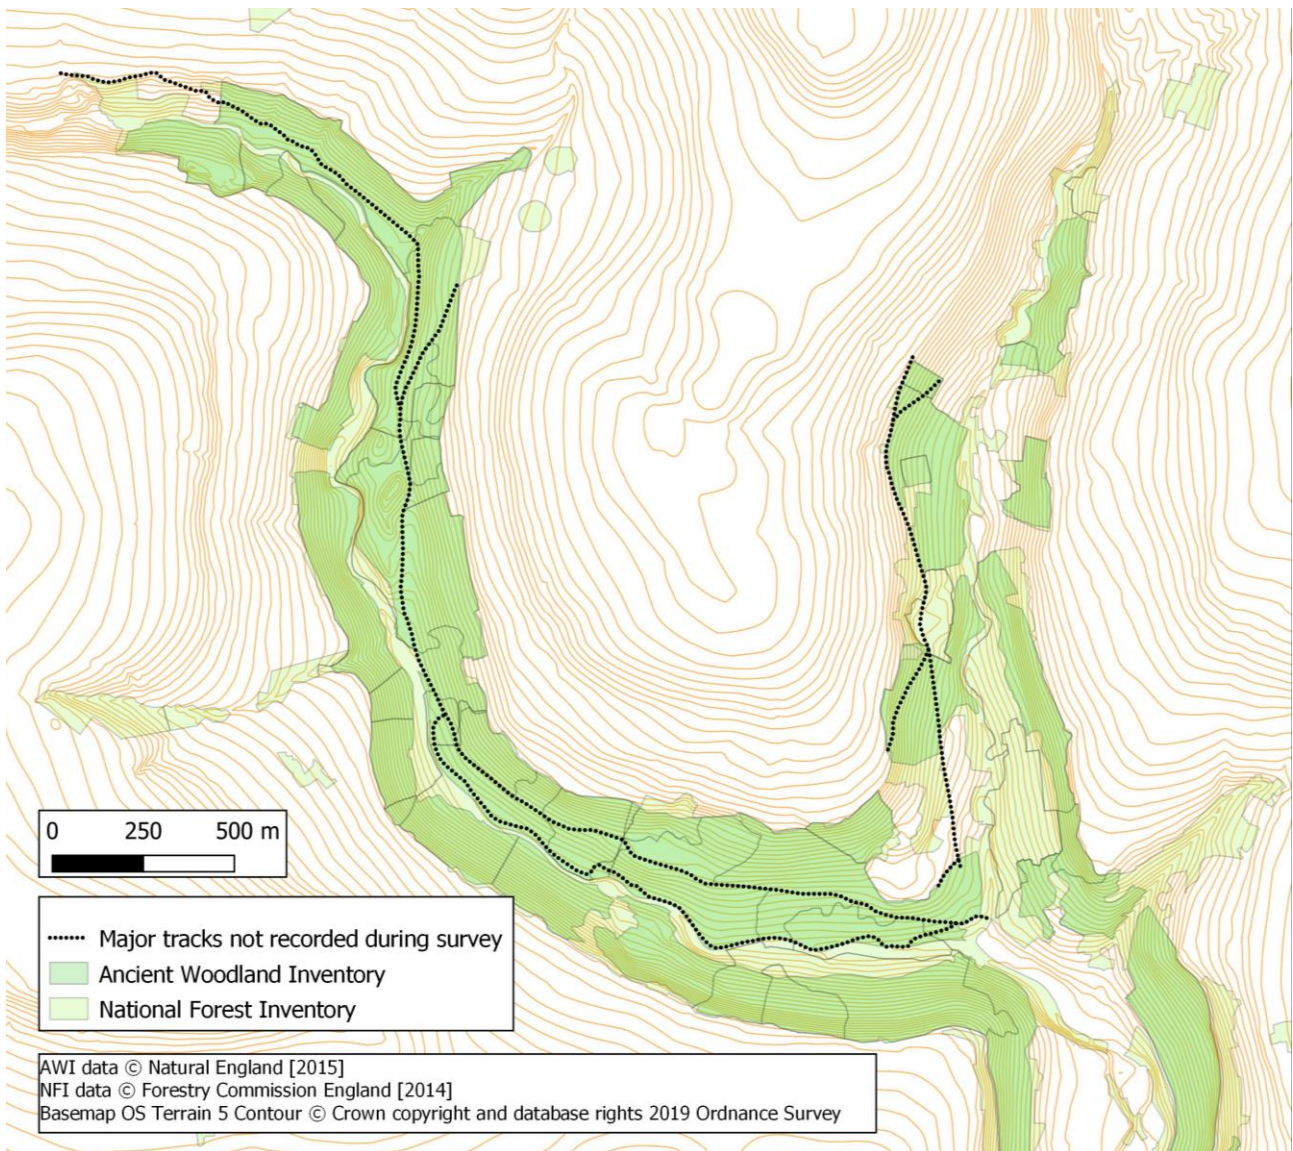 0 250 500 m
Major tracks not recorded during survey
Ancient Woodland Inventory
National Forest Inventory
AWI data © Natural England [2015]
NFI data © Forestry Commission England [2014]
Basemap OS Terrain 5 Contour © Crown copyright and database rights 2019 Ordnance Survey